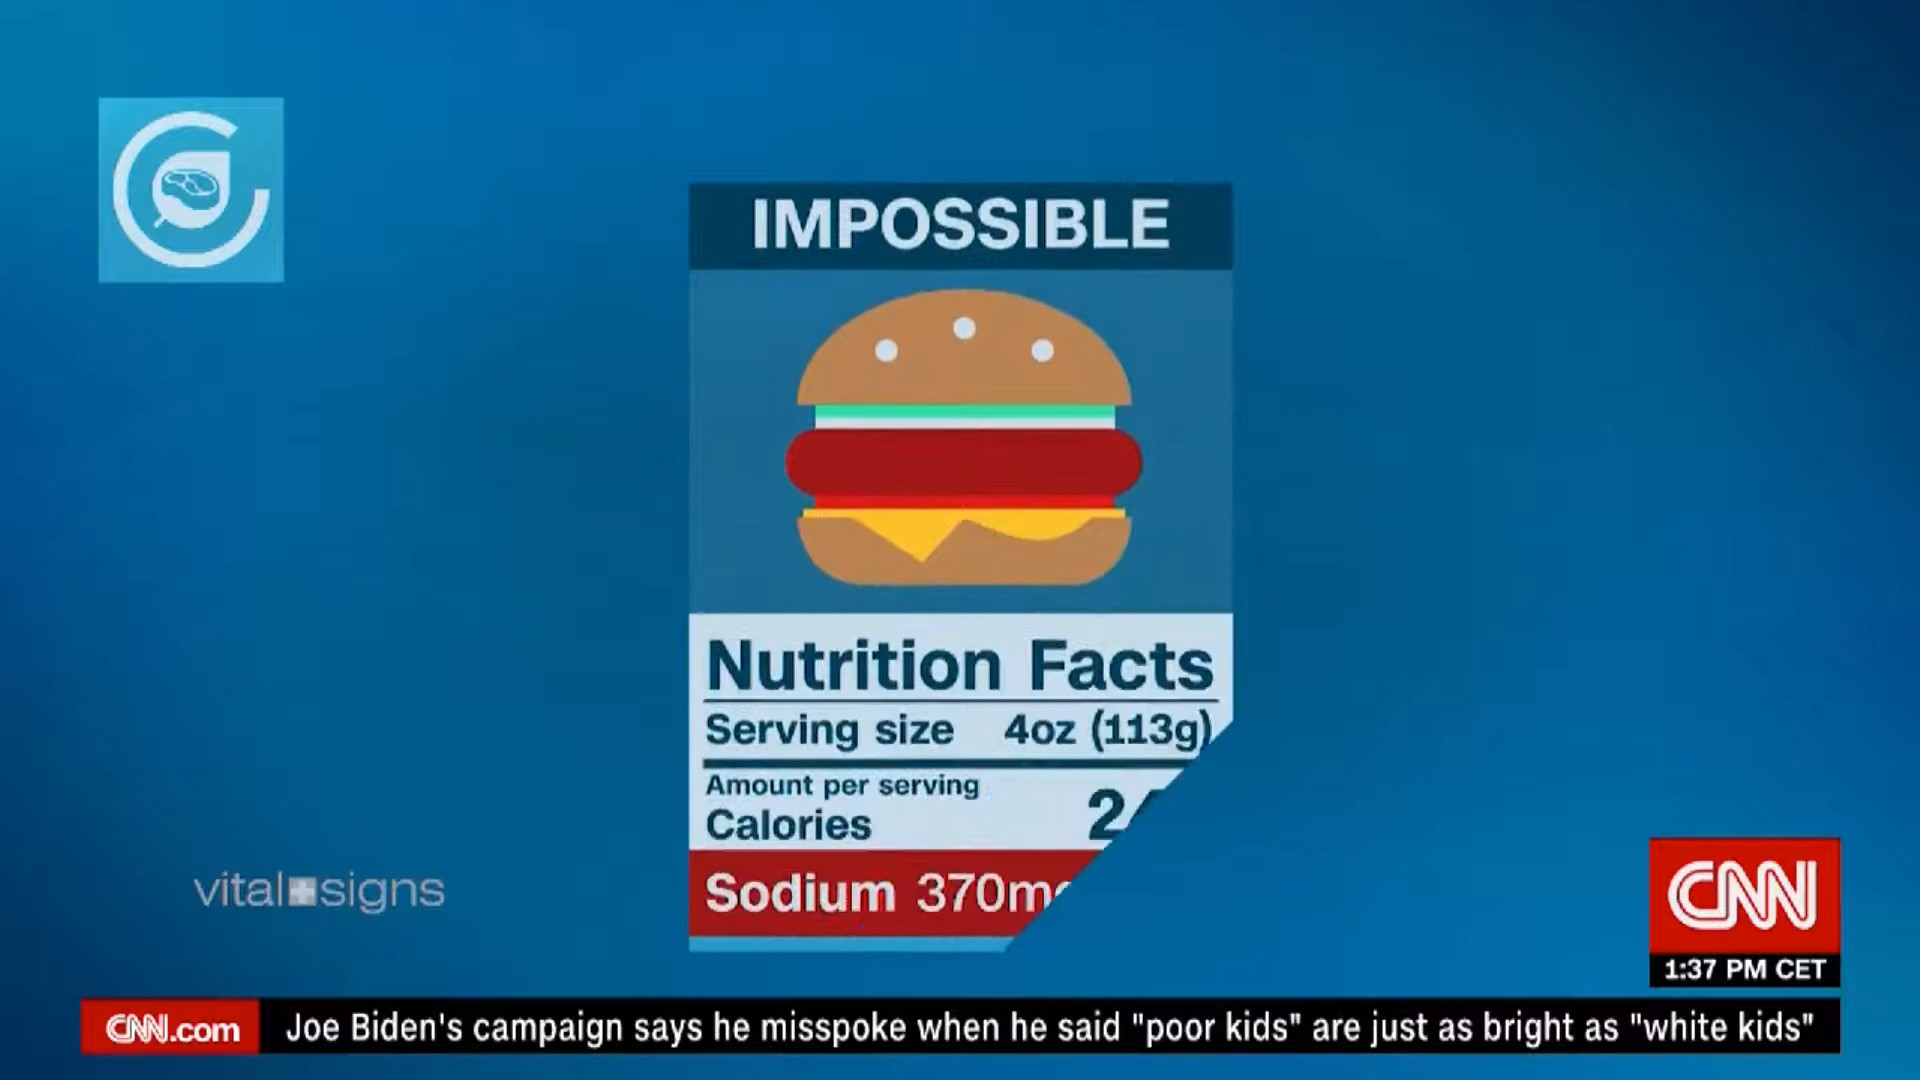 IMPOSSIBLE
Nutrition Facts
Serving size 4oz (113g)
Amount per serving
Calories
Sodium 370mg
vital signs
CNN
1:37 PM CET
CNN.com Joe Biden's campaign says he misspoke when he said "poor kids" are just as bright as "white kids"